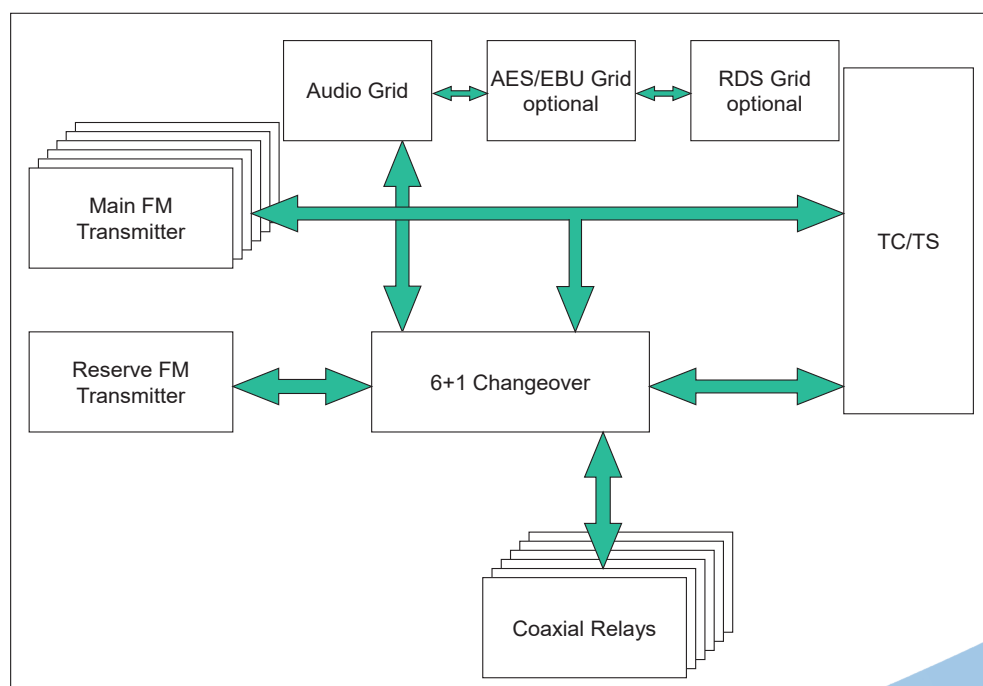 Audio Grid
AES/EBU Grid
optional
RDS Grid
optional
Main FM
Transmitter
TC/TS
Reserve FM
Transmitter
6+1 Changeover
Coaxial Relays